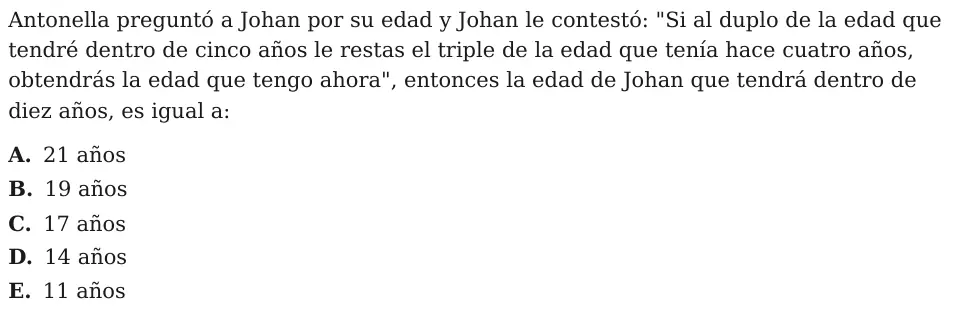 Antonella preguntó a Johan por su edad y Johan le contestó: "Si al duplo de la edad que
tendré dentro de cinco años le restas el triple de la edad que tenía hace cuatro años,
obtendrás la edad que tengo ahora", entonces la edad de Johan que tendrá dentro de
diez años, es igual a:
A. 21 años
B. 19 años
C. 17 años
D. 14 años
E. 11 años